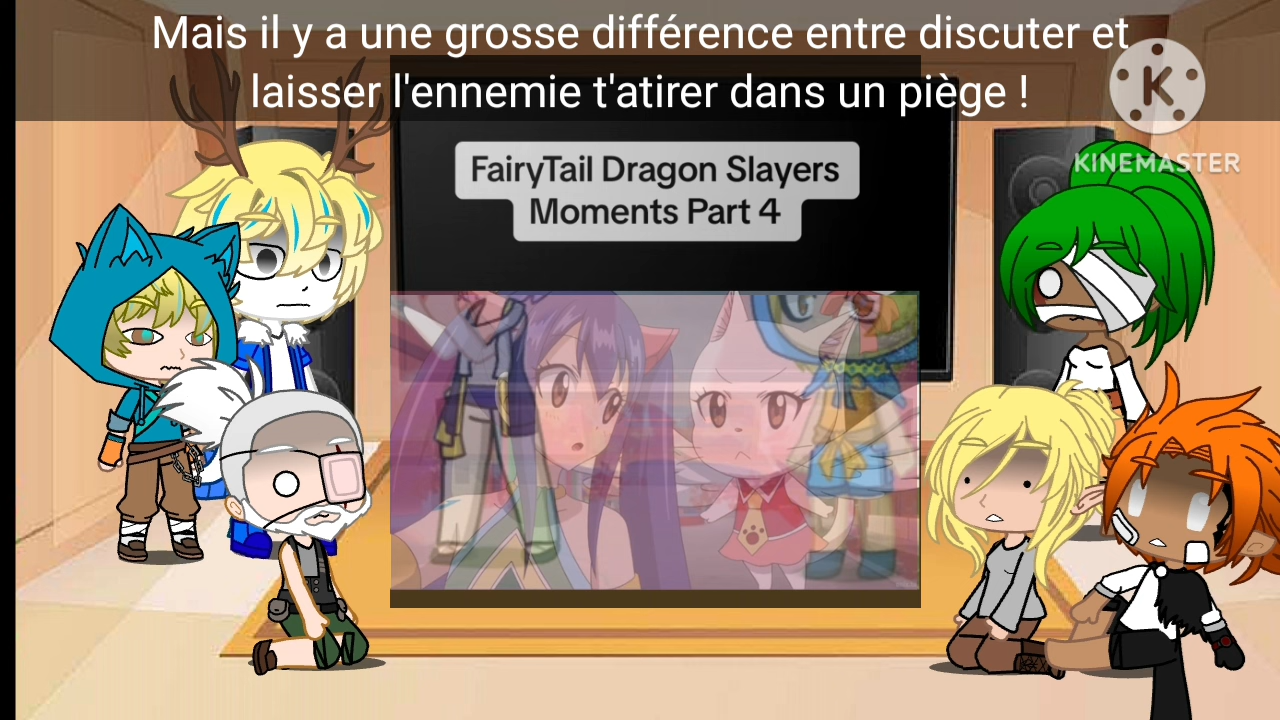 Mais il y a une grosse différence entre discuter et
laisser l'ennemie t'atirer dans un piège !
K
KINEMASTER
FairyTail Dragon Slayers
Moments Part 4